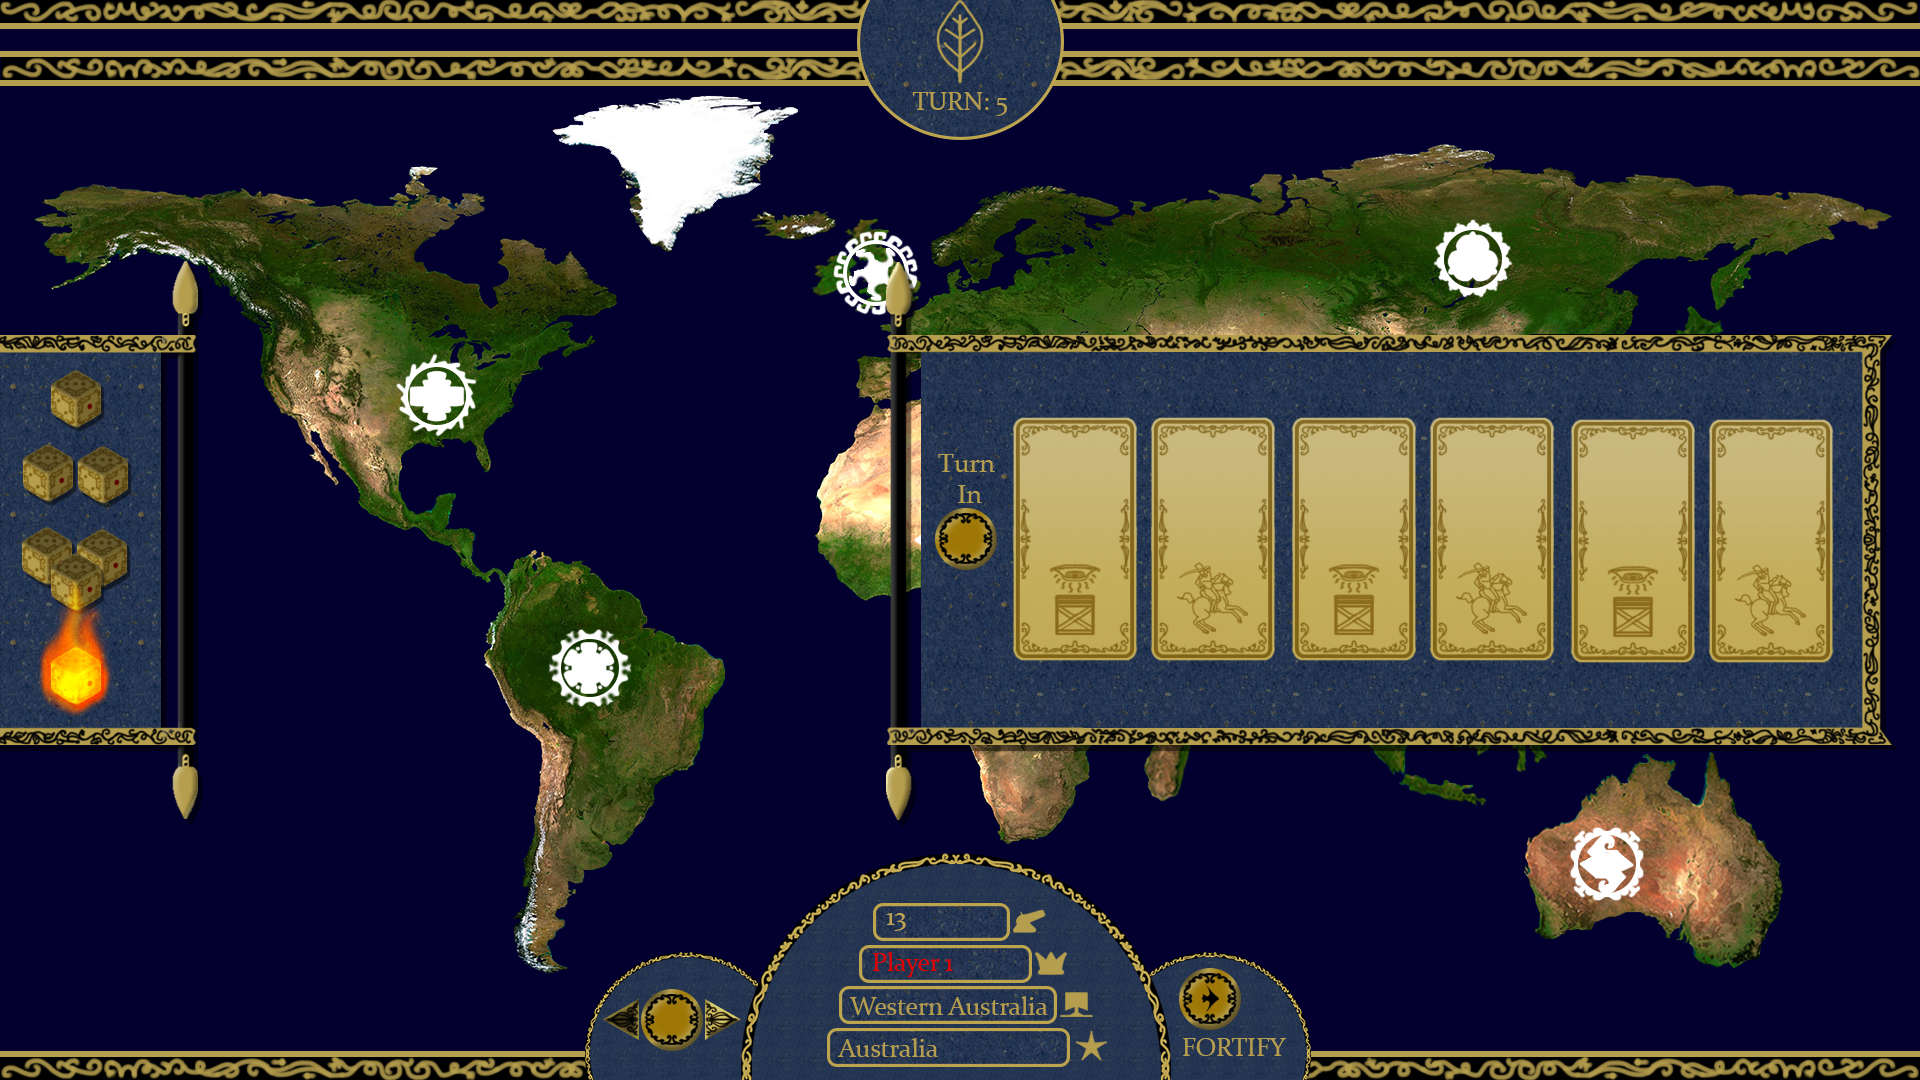 TURN: 5
Turn
In
13
Player 1
Western Australia
Australia
FORTIFY